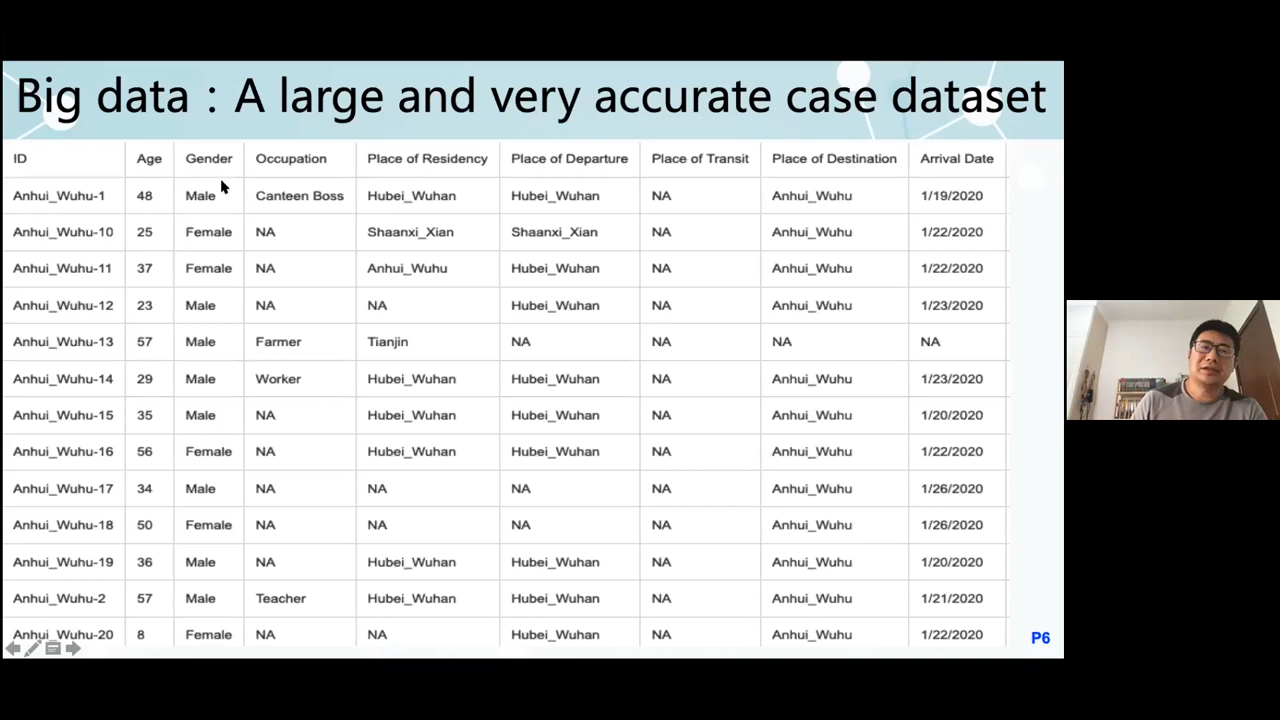 Big data : A large and very accurate case dataset
ID Age Gender Occupation Place of Residency Place of Departure Place of Transit Place of Destination Arrival Date
Anhui_Wuhu-1 48 Male Canteen Boss Hubei_Wuhan Hubei_Wuhan NA Anhui_Wuhu 1/19/2020
Anhui_Wuhu-10 25 Female NA Shaanxi_Xian Shaanxi_Xian NA Anhui_Wuhu 1/22/2020
Anhui_Wuhu-11 37 Female NA Anhui_Wuhu Hubei_Wuhan NA Anhui_Wuhu 1/22/2020
Anhui_Wuhu-12 23 Male NA NA Hubei_Wuhan NA Anhui_Wuhu 1/23/2020
Anhui_Wuhu-13 57 Male Farmer Tianjin NA NA NA NA
Anhui_Wuhu-14 29 Male Worker Hubei_Wuhan Hubei_Wuhan NA Anhui_Wuhu 1/23/2020
Anhui_Wuhu-15 35 Male NA Hubei_Wuhan Hubei_Wuhan NA Anhui_Wuhu 1/20/2020
Anhui_Wuhu-16 56 Female NA Hubei_Wuhan Hubei_Wuhan NA Anhui_Wuhu 1/22/2020
Anhui_Wuhu-17 34 Male NA NA NA NA Anhui_Wuhu 1/26/2020
Anhui_Wuhu-18 50 Female NA NA NA NA Anhui_Wuhu 1/26/2020
Anhui_Wuhu-19 36 Male NA Hubei_Wuhan Hubei_Wuhan NA Anhui_Wuhu 1/20/2020
Anhui_Wuhu-2 57 Male Teacher Hubei_Wuhan Hubei_Wuhan NA Anhui_Wuhu 1/21/2020
Anhui_Wuhu-20 8 Female NA NA Hubei_Wuhan NA Anhui_Wuhu 1/22/2020
P6